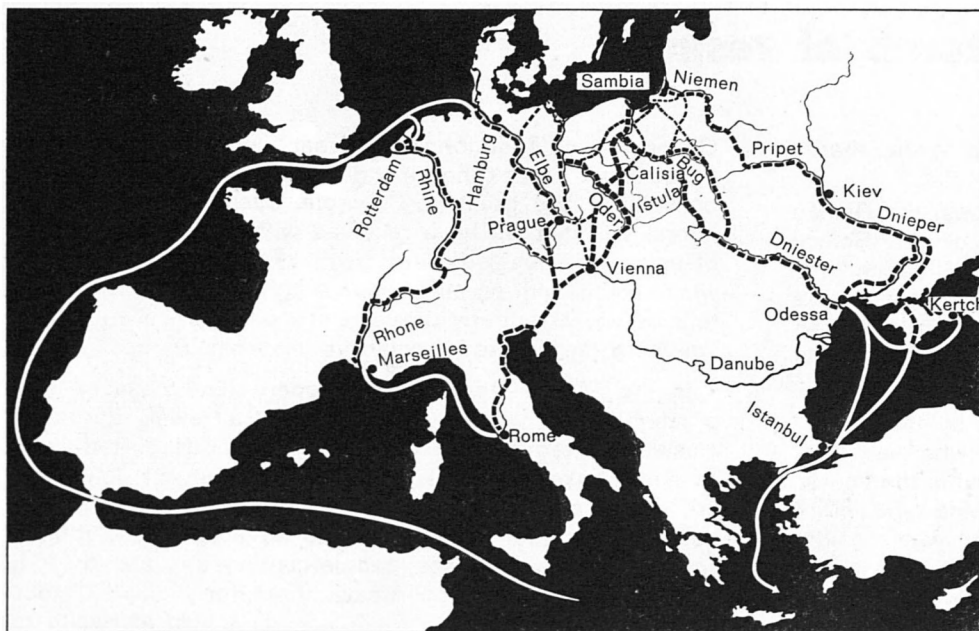 Sambia
Niemen
Pripet
Kiev
Dnieper
Calisia
Bug
Vistula
Oder
Elbe
Hamburg
Rotterdam
Rhine
Prague
Vienna
Dniester
Odessa
Kertch
Rhone
Marseilles
Danube
Istanbul
Rome